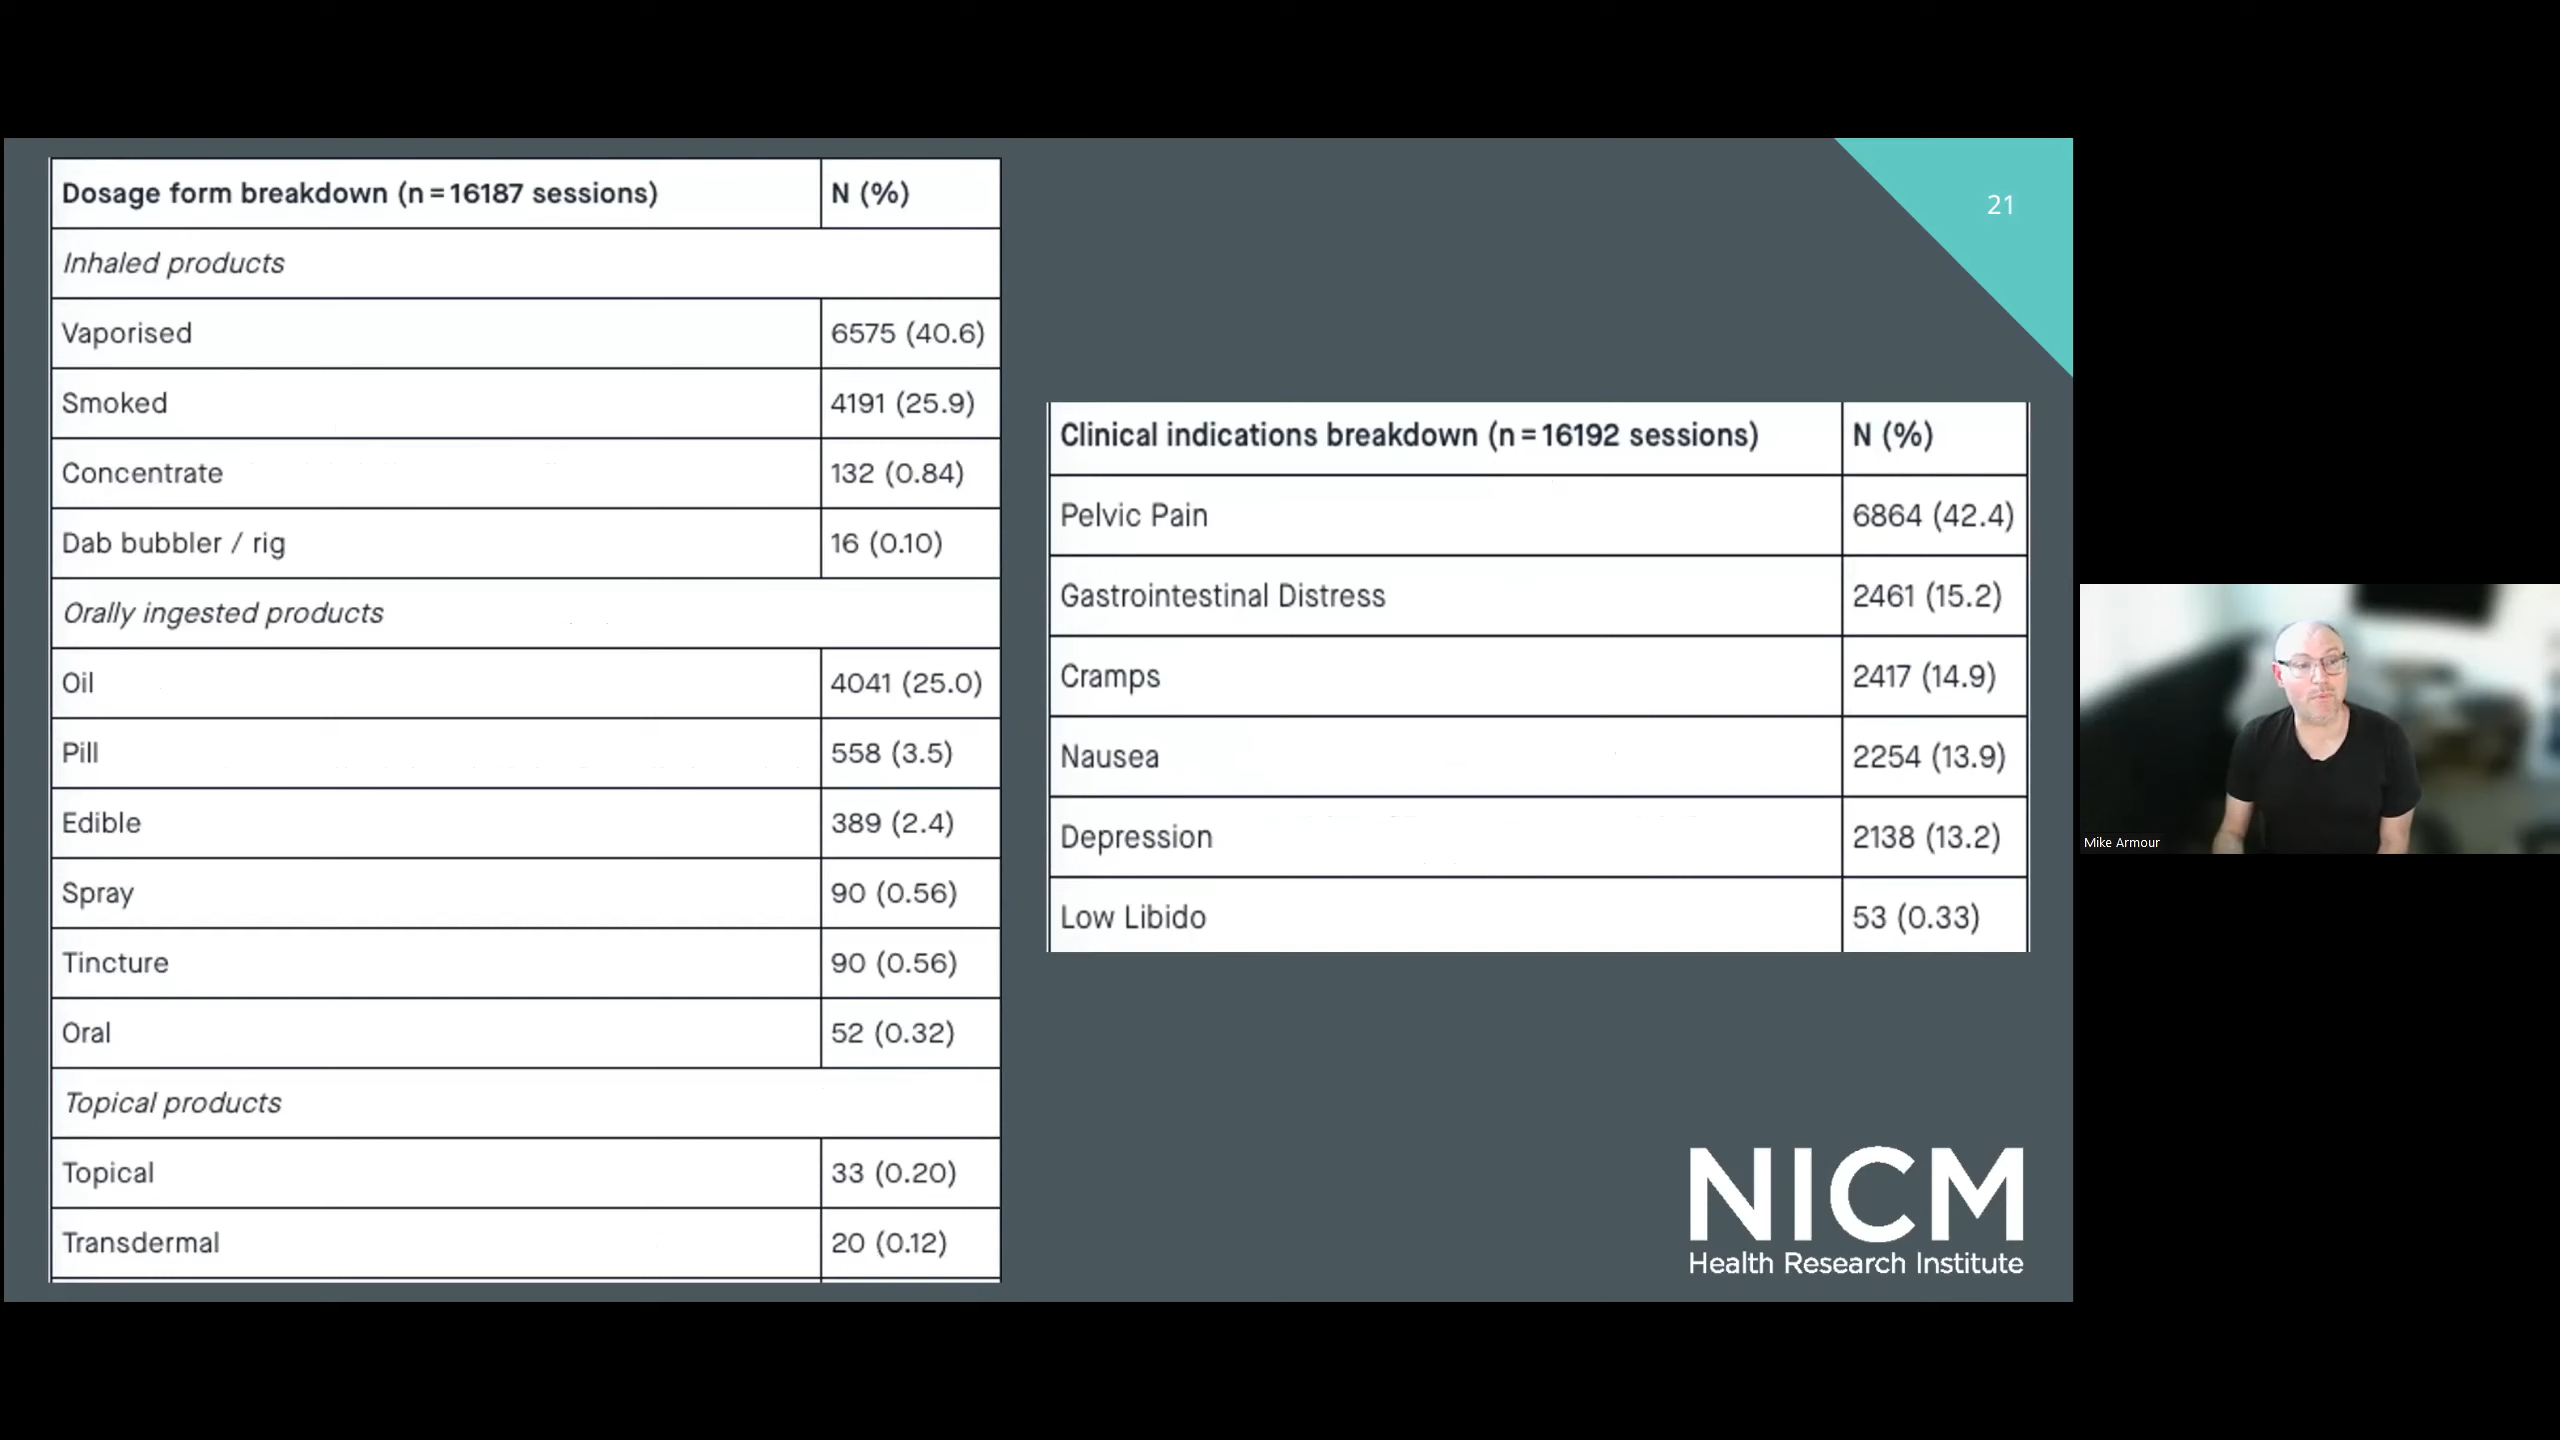 Dosage form breakdown (n=16187 sessions) N (%)
Inhaled products
Vaporised 6575 (40.6)
Smoked 4191 (25.9)
Concentrate 132 (0.84)
Dab bubbler / rig 16 (0.10)
Orally ingested products
Oil 4041 (25.0)
Pill 558 (3.5)
Edible 389 (2.4)
Spray 90 (0.56)
Tincture 90 (0.56)
Oral 52 (0.32)
Topical products
Topical 33 (0.20)
Transdermal 20 (0.12)
21
Clinical indications breakdown (n=16192 sessions) N (%)
Pelvic Pain 6864 (42.4)
Gastrointestinal Distress 2461 (15.2)
Cramps 2417 (14.9)
Nausea 2254 (13.9)
Depression 2138 (13.2)
Low Libido 53 (0.33)
NICM
Health Research Institute
Mike Armour